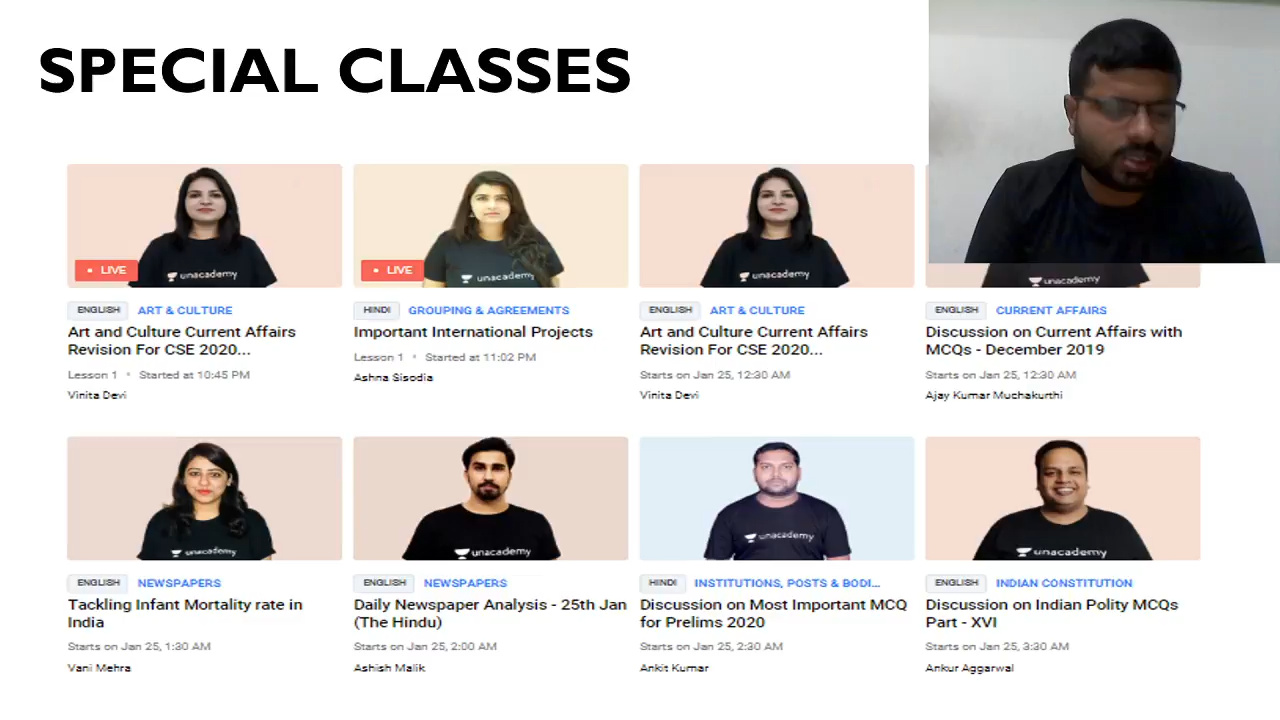 SPECIAL CLASSES
LIVE
unacademy
LIVE
unacademy
unacademy
unacademy
ENGLISH ART & CULTURE
Art and Culture Current Affairs
Revision For CSE 2020...
Lesson 1 • Started at 10:45 PM
Vinita Devi
HINDI GROUPING & AGREEMENTS
Important International Projects
Lesson 1 • Started at 11:02 PM
Ashna Sisodia
ENGLISH ART & CULTURE
Art and Culture Current Affairs
Revision For CSE 2020...
Starts on Jan 25, 12:30 AM
Vinita Devi
ENGLISH CURRENT AFFAIRS
Discussion on Current Affairs with
MCQs - December 2019
Starts on Jan 25, 12:30 AM
Ajay Kumar Muchakurthi
unacademy
unacademy
unacademy
unacademy
ENGLISH NEWSPAPERS
Tackling Infant Mortality rate in
India
Starts on Jan 25, 1:30 AM
Vani Mehra
ENGLISH NEWSPAPERS
Daily Newspaper Analysis - 25th Jan
(The Hindu)
Starts on Jan 25, 2:00 AM
Ashish Malik
HINDI INSTITUTIONS, POSTS & BODI...
Discussion on Most Important MCQ
for Prelims 2020
Starts on Jan 25, 2:30 AM
Ankit Kumar
ENGLISH INDIAN CONSTITUTION
Discussion on Indian Polity MCQs
Part - XVI
Starts on Jan 25, 3:30 AM
Ankur Aggarwal